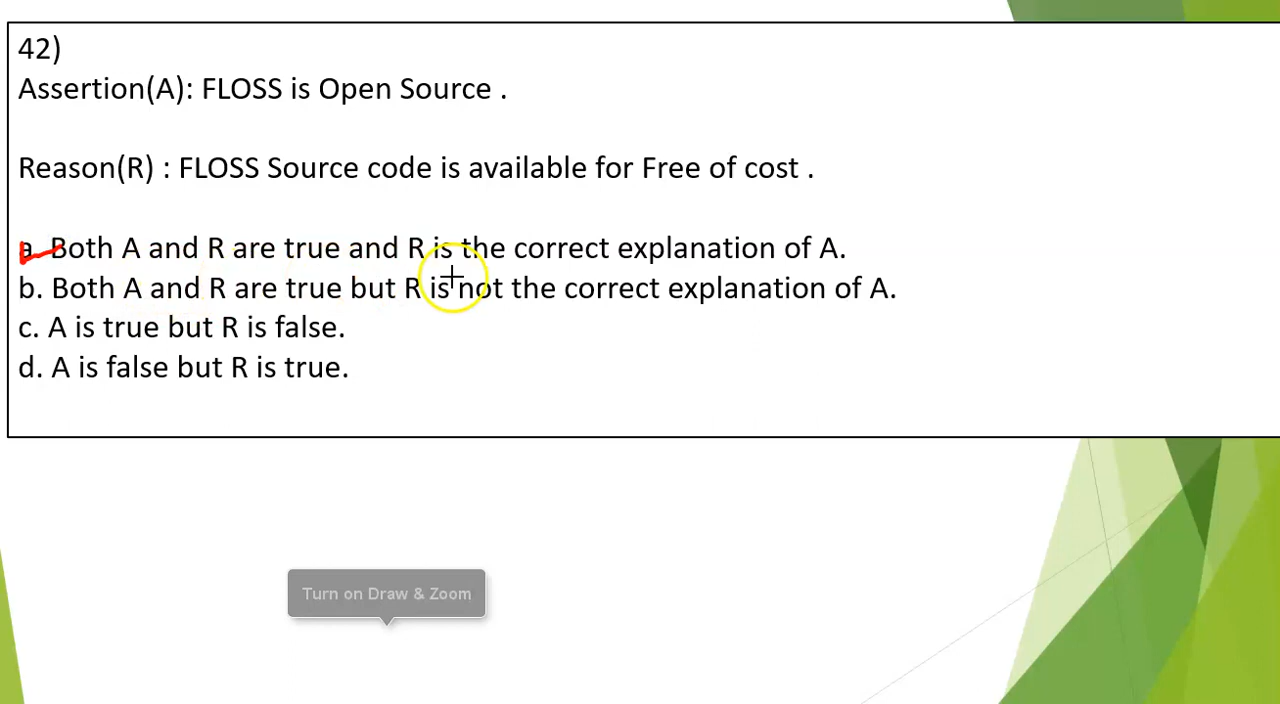 42)
Assertion(A): FLOSS is Open Source .
Reason(R) : FLOSS Source code is available for Free of cost .
a. Both A and R are true and R is the correct explanation of A.
b. Both A and R are true but R is not the correct explanation of A.
c. A is true but R is false.
d. A is false but R is true.
Turn on Draw & Zoom